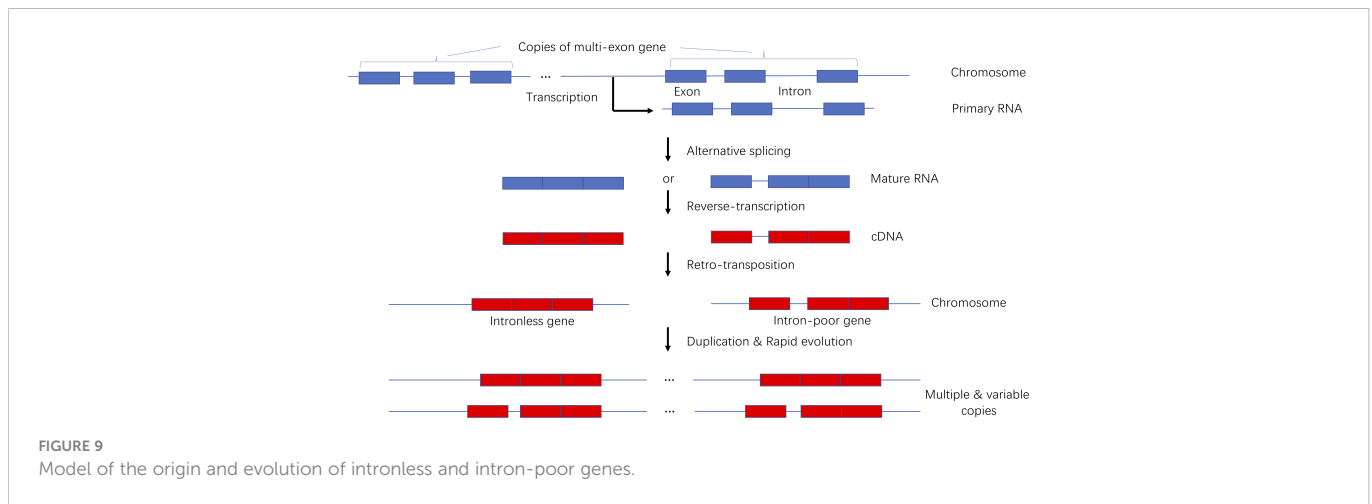 Copies of multi-exon gene
...
Chromosome
Transcription
Exon
Intron
Primary RNA
Alternative splicing
or
Mature RNA
Reverse-transcription
cDNA
Retro-transposition
Chromosome
Intronless gene
Intron-poor gene
Duplication & Rapid evolution
...
Multiple & variable
copies
...
FIGURE 9
Model of the origin and evolution of intronless and intron-poor genes.